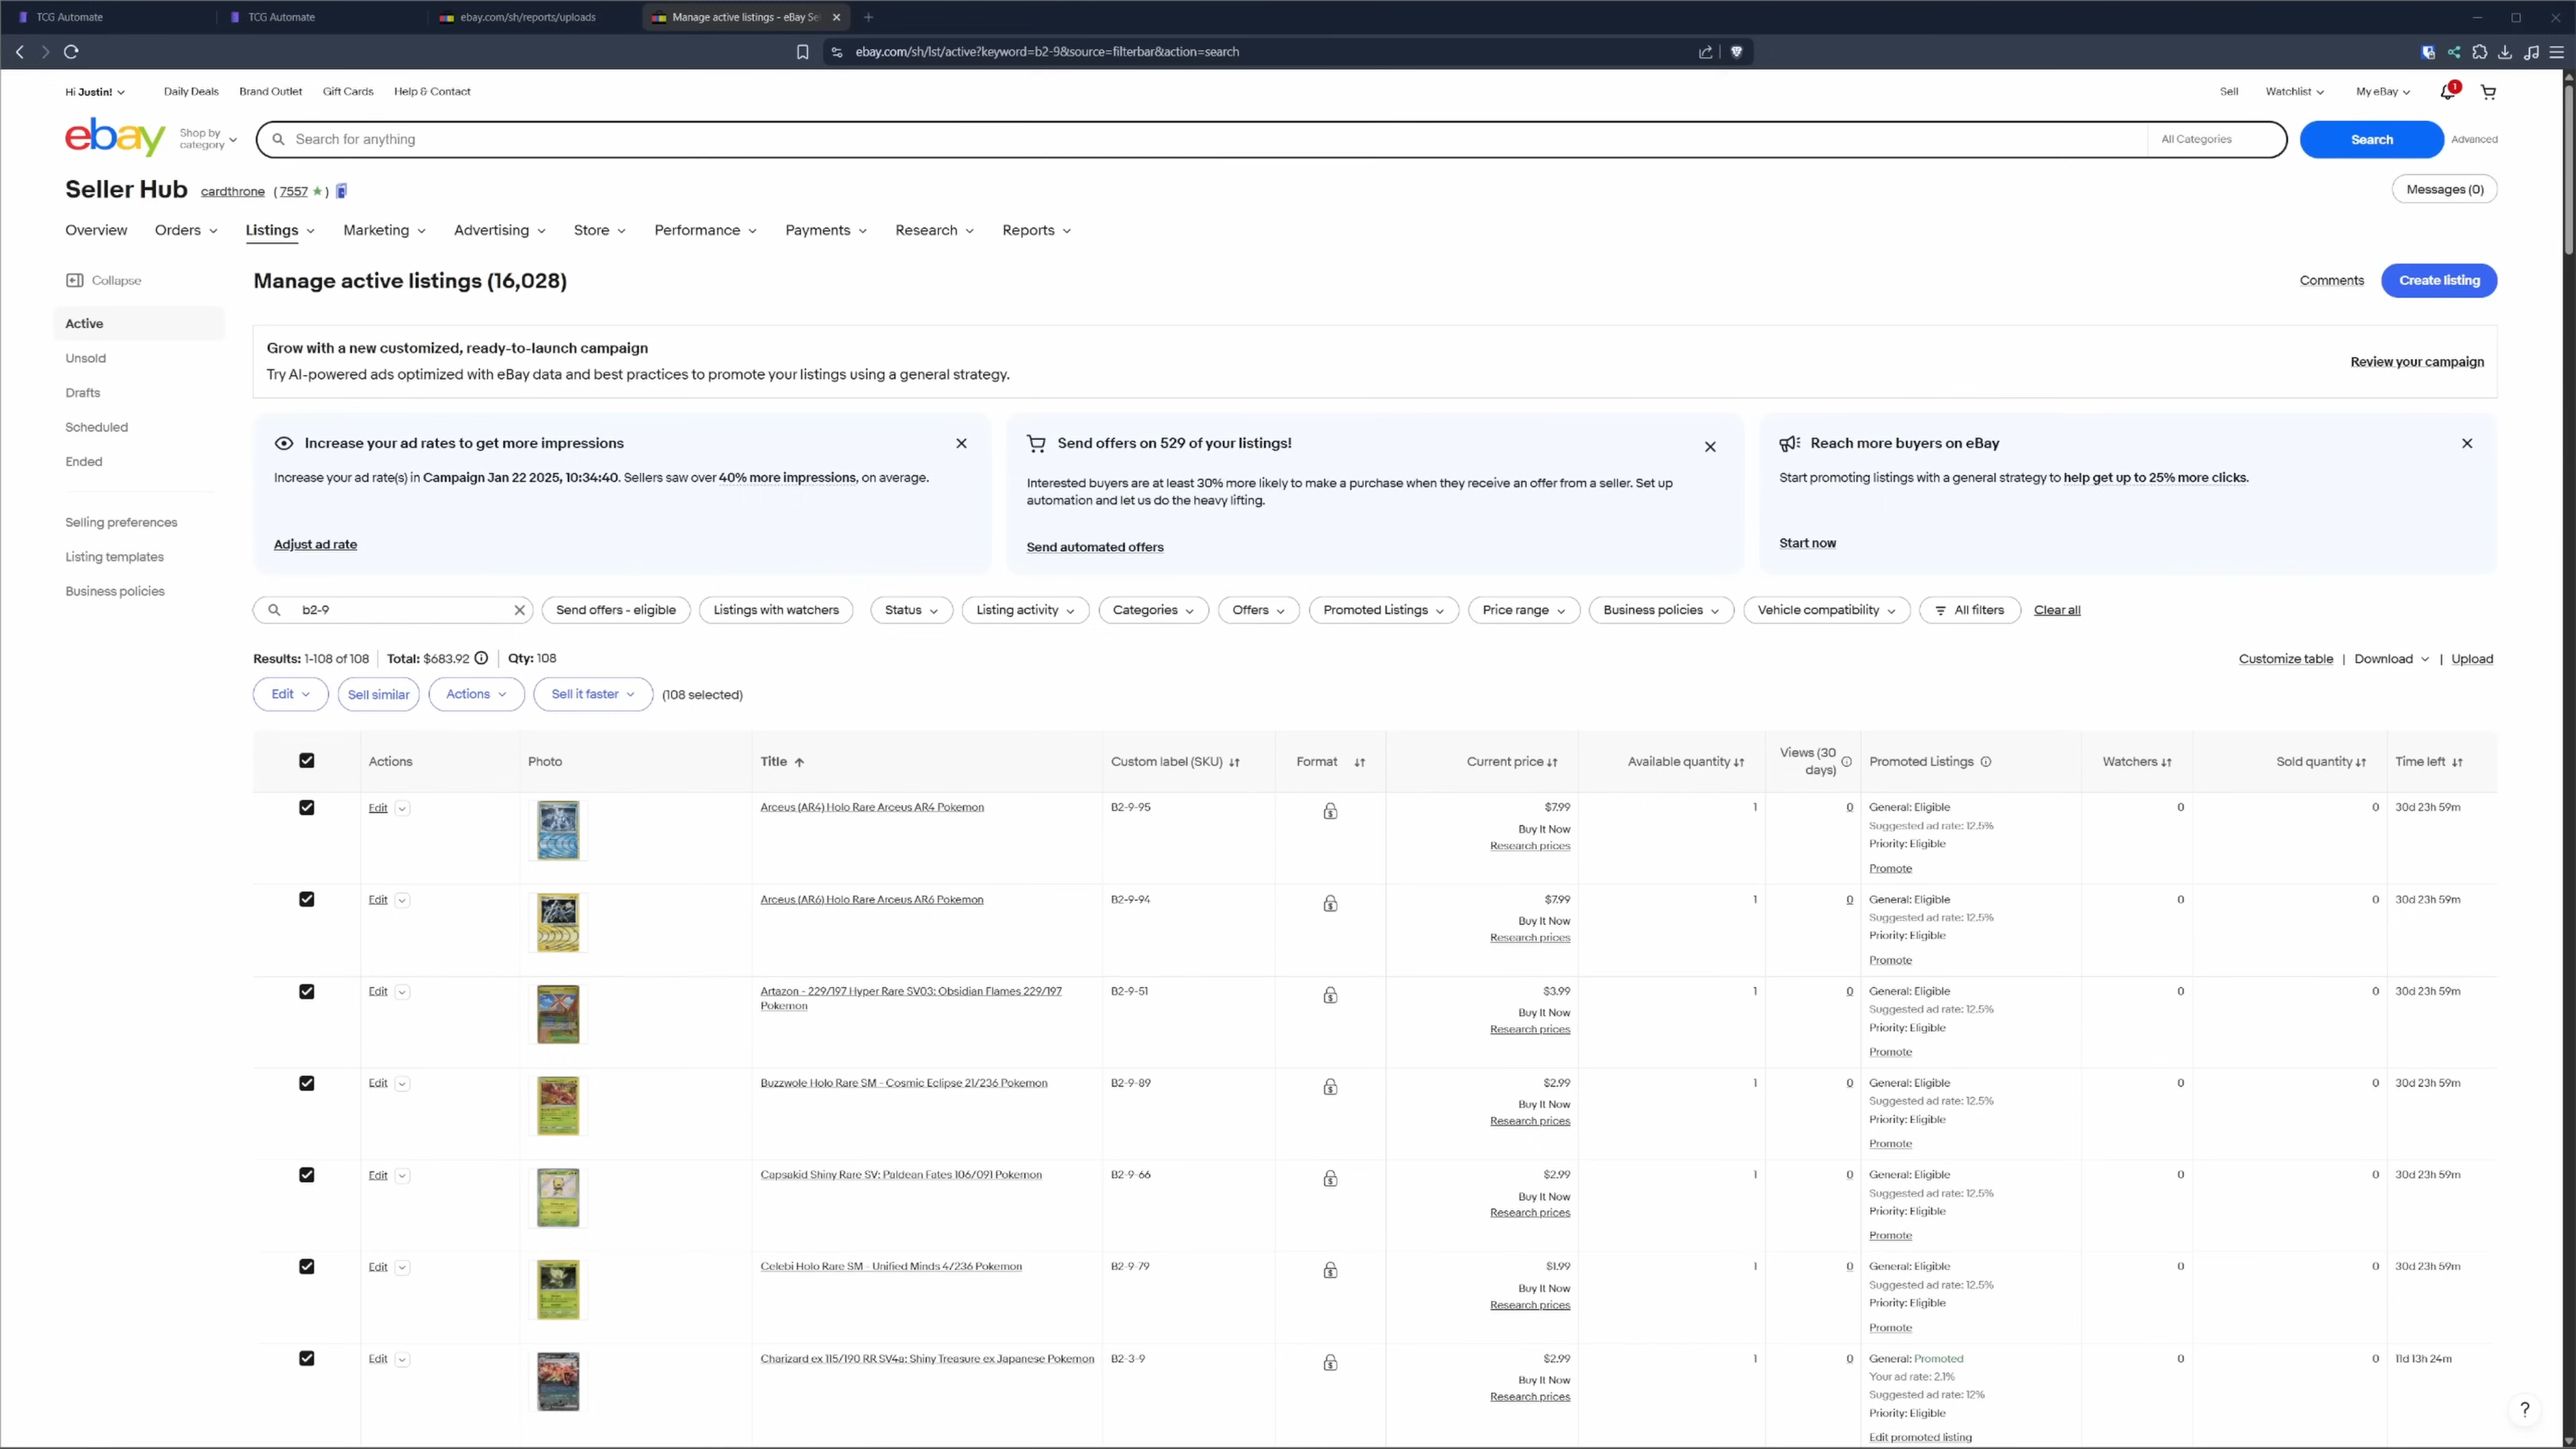 TCG Automate
TCG Automate
ebay.com/sh/reports/uploads
Manage active listings - eBay Se
ebay.com/sh/lst/active?keyword=b2-9&source=filterbar&action=search
Hi Justin!
Daily Deals
Brand Outlet
Gift Cards
Help & Contact
Sell
Watchlist
My eBay
1
ebay
Shop by category
Search for anything
All Categories
Search
Advanced
Seller Hub
cardthrone (7557)
Messages (0)
Overview
Orders
Listings
Marketing
Advertising
Store
Performance
Payments
Research
Reports
Collapse
Active
Unsold
Drafts
Scheduled
Ended
Selling preferences
Listing templates
Business policies
Manage active listings (16,028)
Comments
Create listing
Grow with a new customized, ready-to-launch campaign
Try AI-powered ads optimized with eBay data and best practices to promote your listings using a general strategy.
Review your campaign
Increase your ad rates to get more impressions
Increase your ad rate(s) in Campaign Jan 22 2025, 10:34:40. Sellers saw over 40% more impressions, on average.
Adjust ad rate
Send offers on 529 of your listings!
Interested buyers are at least 30% more likely to make a purchase when they receive an offer from a seller. Set up
automation and let us do the heavy lifting.
Send automated offers
Reach more buyers on eBay
Start promoting listings with a general strategy to help get up to 25% more clicks.
Start now
b2-9
Send offers - eligible
Listings with watchers
Status
Listing activity
Categories
Offers
Promoted Listings
Price range
Business policies
Vehicle compatibility
All filters
Clear all
Results: 1-108 of 108 | Total: $683.92 | Qty: 108
Customize table | Download | Upload
Edit
Sell similar
Actions
Sell it faster
(108 selected)
Actions
Photo
Title
Custom label (SKU)
Format
Current price
Available quantity
Views (30 days)
Promoted Listings
Watchers
Sold quantity
Time left
Edit
Arceus (AR4) Holo Rare Arceus AR4 Pokemon
B2-9-95
$7.99
Buy It Now
Research prices
1
0
General: Eligible
Suggested ad rate: 12.5%
Priority: Eligible
Promote
0
0
30d 23h 59m
Edit
Arceus (AR6) Holo Rare Arceus AR6 Pokemon
B2-9-94
$7.99
Buy It Now
Research prices
1
0
General: Eligible
Suggested ad rate: 12.5%
Priority: Eligible
Promote
0
0
30d 23h 59m
Edit
Artazon - 229/197 Hyper Rare SV03: Obsidian Flames 229/197
Pokemon
B2-9-51
$3.99
Buy It Now
Research prices
1
0
General: Eligible
Suggested ad rate: 12.5%
Priority: Eligible
Promote
0
0
30d 23h 59m
Edit
Buzzwole Holo Rare SM - Cosmic Eclipse 21/236 Pokemon
B2-9-89
$2.99
Buy It Now
Research prices
1
0
General: Eligible
Suggested ad rate: 12.5%
Priority: Eligible
Promote
0
0
30d 23h 59m
Edit
Capsakid Shiny Rare SV: Paldean Fates 106/091 Pokemon
B2-9-66
$2.99
Buy It Now
Research prices
1
0
General: Eligible
Suggested ad rate: 12.5%
Priority: Eligible
Promote
0
0
30d 23h 59m
Edit
Celebi Holo Rare SM - Unified Minds 4/236 Pokemon
B2-9-79
$1.99
Buy It Now
Research prices
1
0
General: Eligible
Suggested ad rate: 12.5%
Priority: Eligible
Promote
0
0
30d 23h 59m
Edit
Charizard ex 115/190 RR SV4a: Shiny Treasure ex Japanese Pokemon
B2-3-9
$2.99
Buy It Now
Research prices
1
0
General: Promoted
Your ad rate: 2.1%
Suggested ad rate: 12%
Priority: Eligible
Edit promoted listing
0
0
11d 13h 24m
?